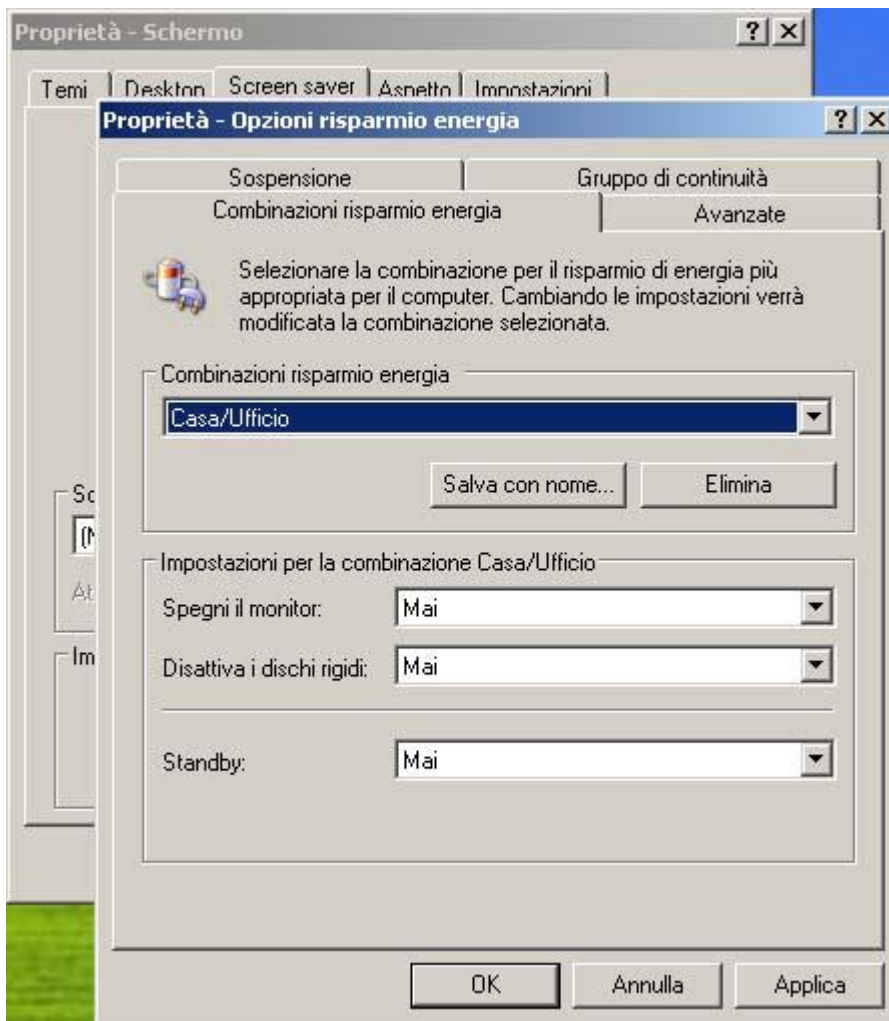 Proprietà - Schermo
Temi Desktop Screen saver Aspetto Impostazioni
Proprietà - Opzioni risparmio energia
Sospensione Gruppo di continuità
Combinazioni risparmio energia Avanzate
Selezionare la combinazione per il risparmio di energia più
appropriata per il computer. Cambiando le impostazioni verrà
modificata la combinazione selezionata.
Combinazioni risparmio energia
Casa/Ufficio
Salva con nome... Elimina
Impostazioni per la combinazione Casa/Ufficio
Spegni il monitor: Mai
Disattiva i dischi rigidi: Mai
Standby: Mai
OK Annulla Applica